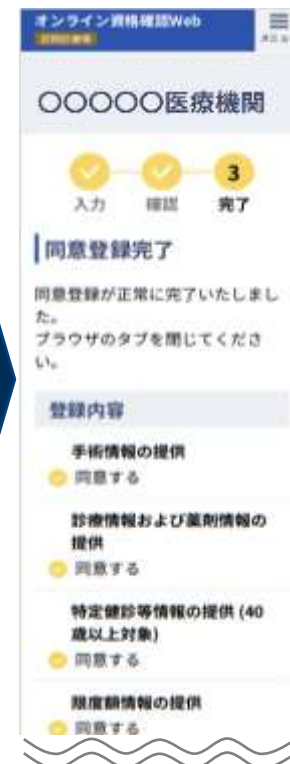 オンライン資格確認Web
〇〇〇〇〇医療機関
3
入力 確認 完了
同意登録完了
同意登録が正常に完了いたしまし
た。
ブラウザのタブを閉じてくださ
い。
登録内容
手術情報の提供
同意する
診療情報および薬剤情報の
提供
同意する
特定健診等情報の提供 (40
歳以上対象)
同意する
限度額情報の提供
同意する